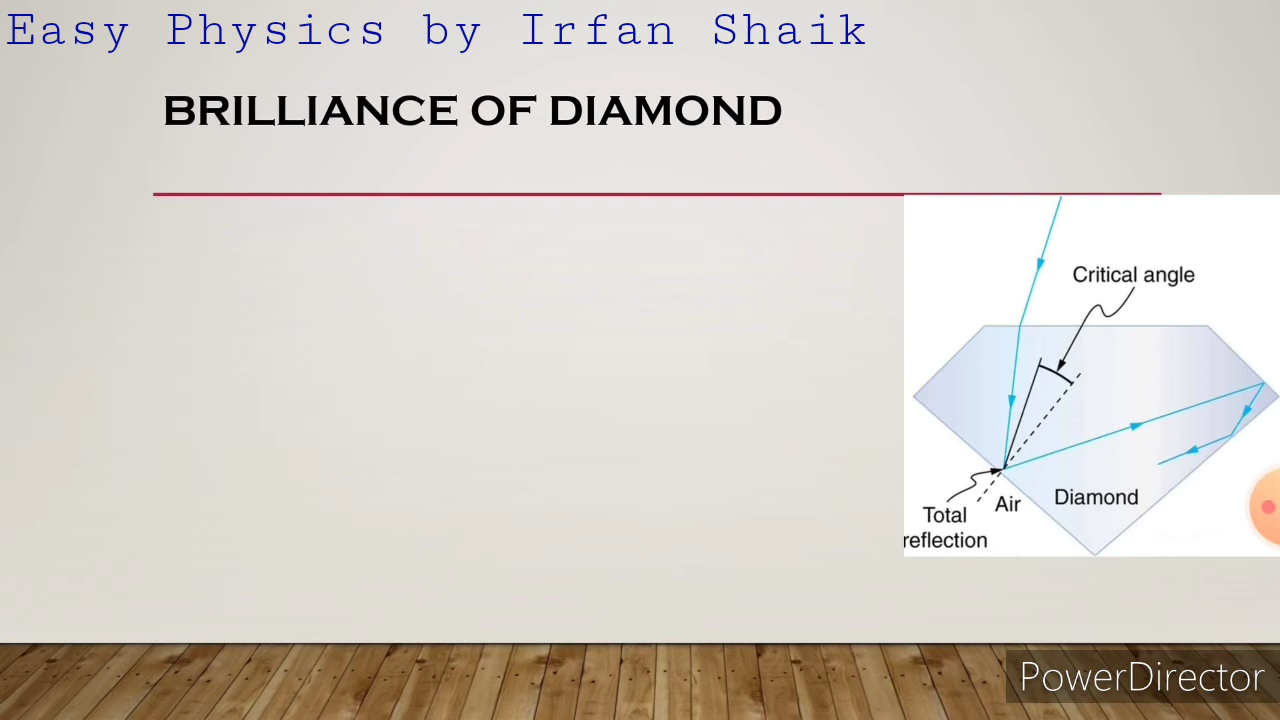 Easy Physics by Irfan Shaik
BRILLIANCE OF DIAMOND
Critical angle
Air
Diamond
Total
reflection
PowerDirector